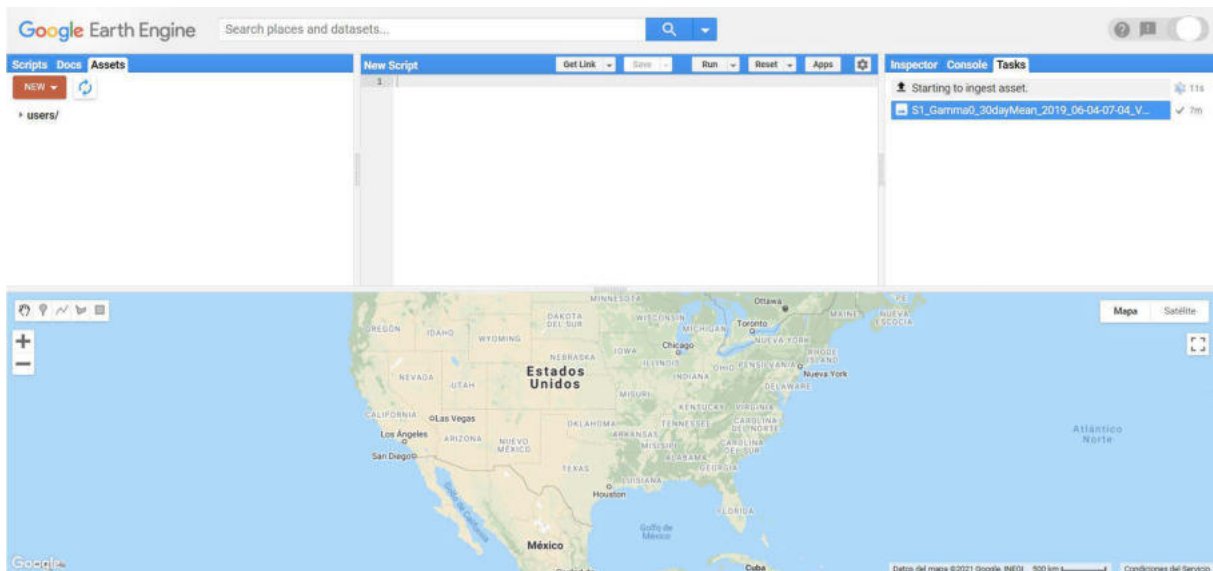 Google Earth Engine
Search places and datasets...
Scripts Docs Assets
NEW
users/
New Script
Get Link Save Run Reset Apps
1
Inspector Console Tasks
Starting to ingest asset. 11s
S1_Gamma0_30dayMean_2019_06-04-07-04_V... 7m
Mapa Satélite
MINNESOTA
DAKOTA DEL SUR
WISCONSIN
MICHIGAN
Ottawa
Toronto
MAINE
NUEVA ESCOCIA
OREGÓN
IDAHO
WYOMING
NUEVA YORK
Chicago
IOWA
NEBRASKA
ILLINOIS
INDIANA
OHIO
PENSILVANIA
RHODE ISLAND
Nueva York
Estados Unidos
NEVADA
UTAH
DELAWARE
MISURI
KENTUCKY
VIRGINIA
CALIFORNIA
Las Vegas
OKLAHOMA
TENNESSEE
CAROLINA DEL NORTE
Los Ángeles
ARIZONA
NUEVO MÉXICO
ARKANSAS
MISISIPI
CAROLINA DEL SUR
San Diego
ALABAMA
GEORGIA
TEXAS
LUISIANA
Houston
FLORIDA
Golfo de California
Golfo de México
México
Cuba
Atlántico Norte
Google
Datos del mapa ©2021 Google, INEGI 500 km Condiciones del Servicio